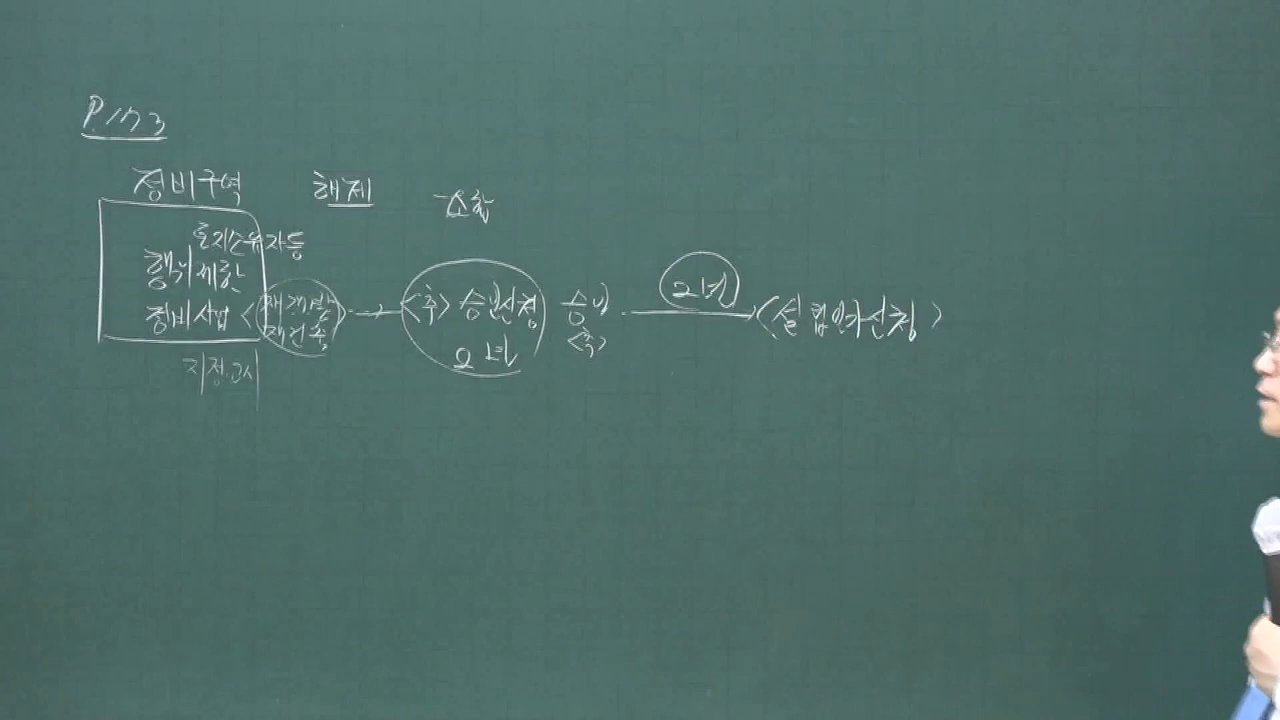 P.173
정비구역 해제 조합
토지소유자등
행위제한
정비사업 <재개발 재건축> → <추> 승인신청 2년
승인 <추> → 2년 <설립인가신청>
지정.고시